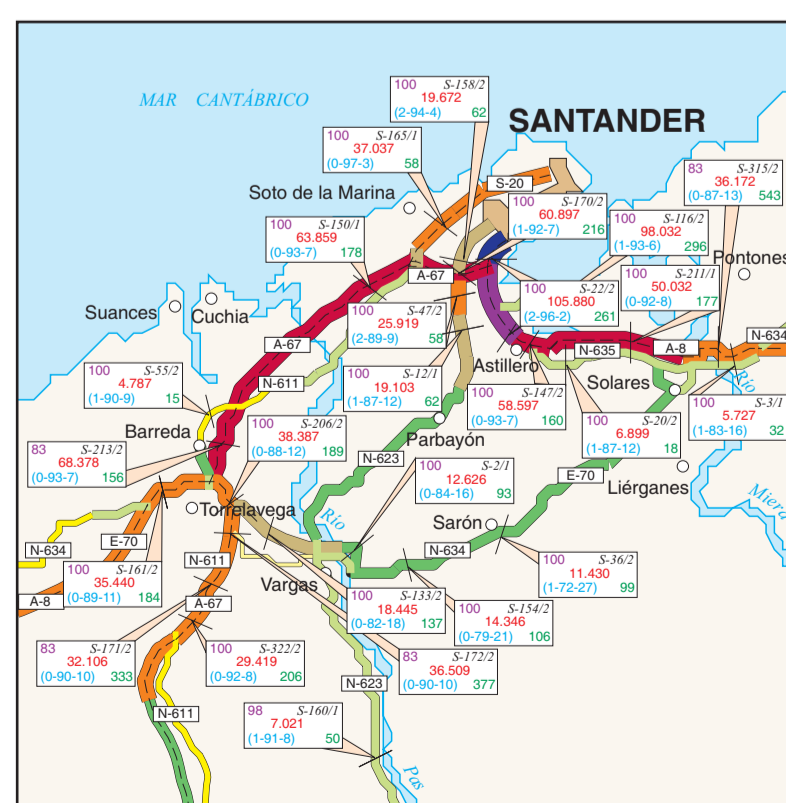 100 S-158/2
19.672
(2-94-4) 62
MAR CANTÁBRICO
SANTANDER
100 S-165/1
37.037
(0-97-3) 58
83 S-315/2
36.172
(0-87-13) 543
S-20
Soto de la Marina
100 S-170/2
60.897
(1-92-7) 216
100 S-116/2
98.032
(1-93-6) 296
100 S-150/1
63.859
(0-93-7) 178
Pontones
A-67
100 S-211/1
50.032
(0-92-8) 177
100 S-22/2
105.880
(2-96-2) 261
Suances
Cuchia
100 S-47/2
25.919
(2-89-9) 58
N-634
A-67
N-635
A-8
Astillero
100 S-55/2
4.787
(1-90-9) 15
N-611
100 S-12/1
19.103
(1-87-12) 62
Solares
Río
100 S-147/2
58.597
(0-93-7) 160
100 S-3/1
5.727
(1-83-16) 32
100 S-206/2
38.387
(0-88-12) 189
100 S-20/2
6.899
(1-87-12) 18
Barreda
Parbayón
83 S-213/2
68.378
(0-93-7) 156
N-623
100 S-2/1
12.626
(0-84-16) 93
E-70
Liérganes
Miera
Torrelavega
Río
Sarón
E-70
N-634
N-634
N-611
100 S-161/2
35.440
(0-89-11) 184
Vargas
100 S-36/2
11.430
(1-72-27) 99
A-8
A-67
100 S-133/2
18.445
(0-82-18) 137
100 S-154/2
14.346
(0-79-21) 106
83 S-171/2
32.106
(0-90-10) 333
100 S-322/2
29.419
(0-92-8) 206
83 S-172/2
36.509
(0-90-10) 377
N-623
98 S-160/1
7.021
(1-91-8) 50
N-611
Pas